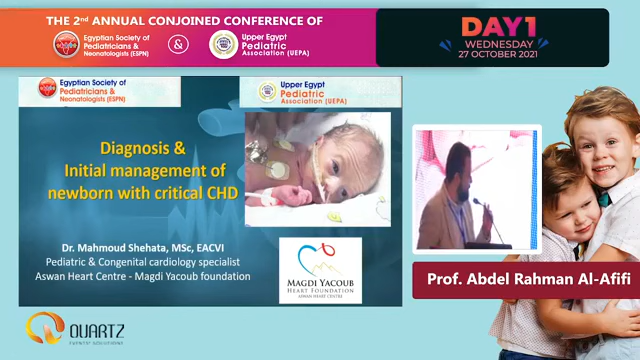 THE 2nd ANNUAL CONJOINED CONFERENCE OF
Egyptian Society of
Pediatricians &
Neonatologists (ESPN)
&
Upper Egypt
Pediatric
Association (UEPA)
DAY1
WEDNESDAY
27 OCTOBER 2021
Egyptian Society of
Pediatricians &
Neonatologists (ESPN)
Upper Egypt
Pediatric
Association (UEPA)
Diagnosis &
Initial management of
newborn with critical CHD
Dr. Mahmoud Shehata, MSc, EACVI
Pediatric & Congenital cardiology specialist
Aswan Heart Centre - Magdi Yacoub foundation
MAGDI YACOUB
HEART FOUNDATION
ASWAN HEART CENTRE
Prof. Abdel Rahman Al-Afifi
QUARTZ